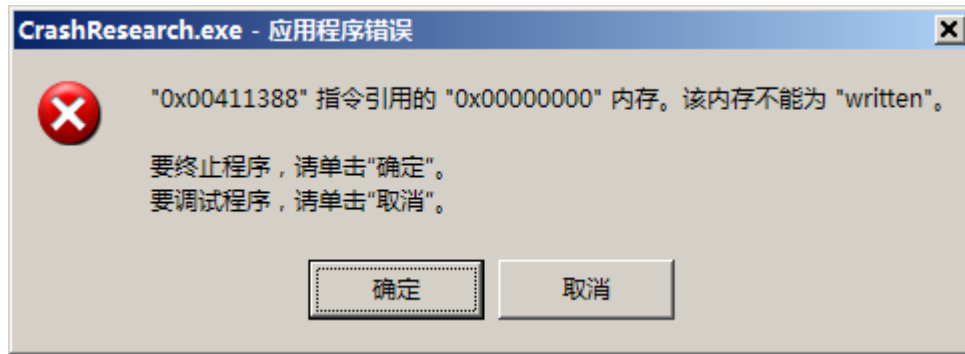 CrashResearch.exe - 应用程序错误
"0x00411388" 指令引用的 "0x00000000" 内存。该内存不能为 "written"。
要终止程序，请单击“确定”。
要调试程序，请单击“取消”。
确定
取消